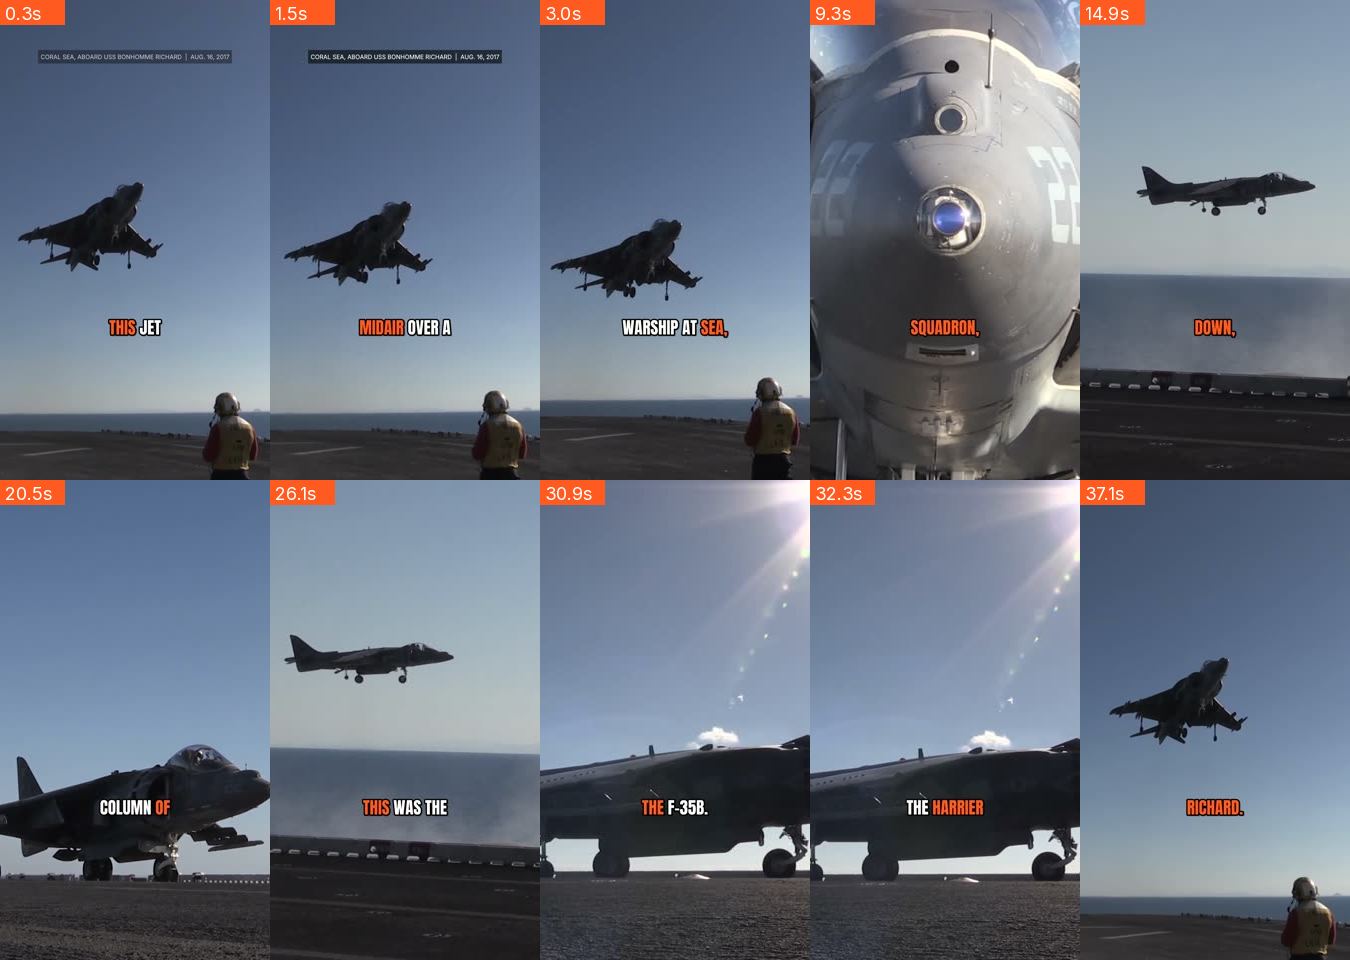 0.3s
CORAL SEA, ABOARD USS BONHOMME RICHARD | AUG. 16, 2017
THIS JET
1.5s
CORAL SEA, ABOARD USS BONHOMME RICHARD | AUG. 16, 2017
MIDAIR OVER A
3.0s
WARSHIP AT SEA,
9.3s
22
22
SQUADRON,
14.9s
DOWN,
20.5s
COLUMN OF
26.1s
THIS WAS THE
30.9s
THE F-35B.
32.3s
THE HARRIER
37.1s
RICHARD.